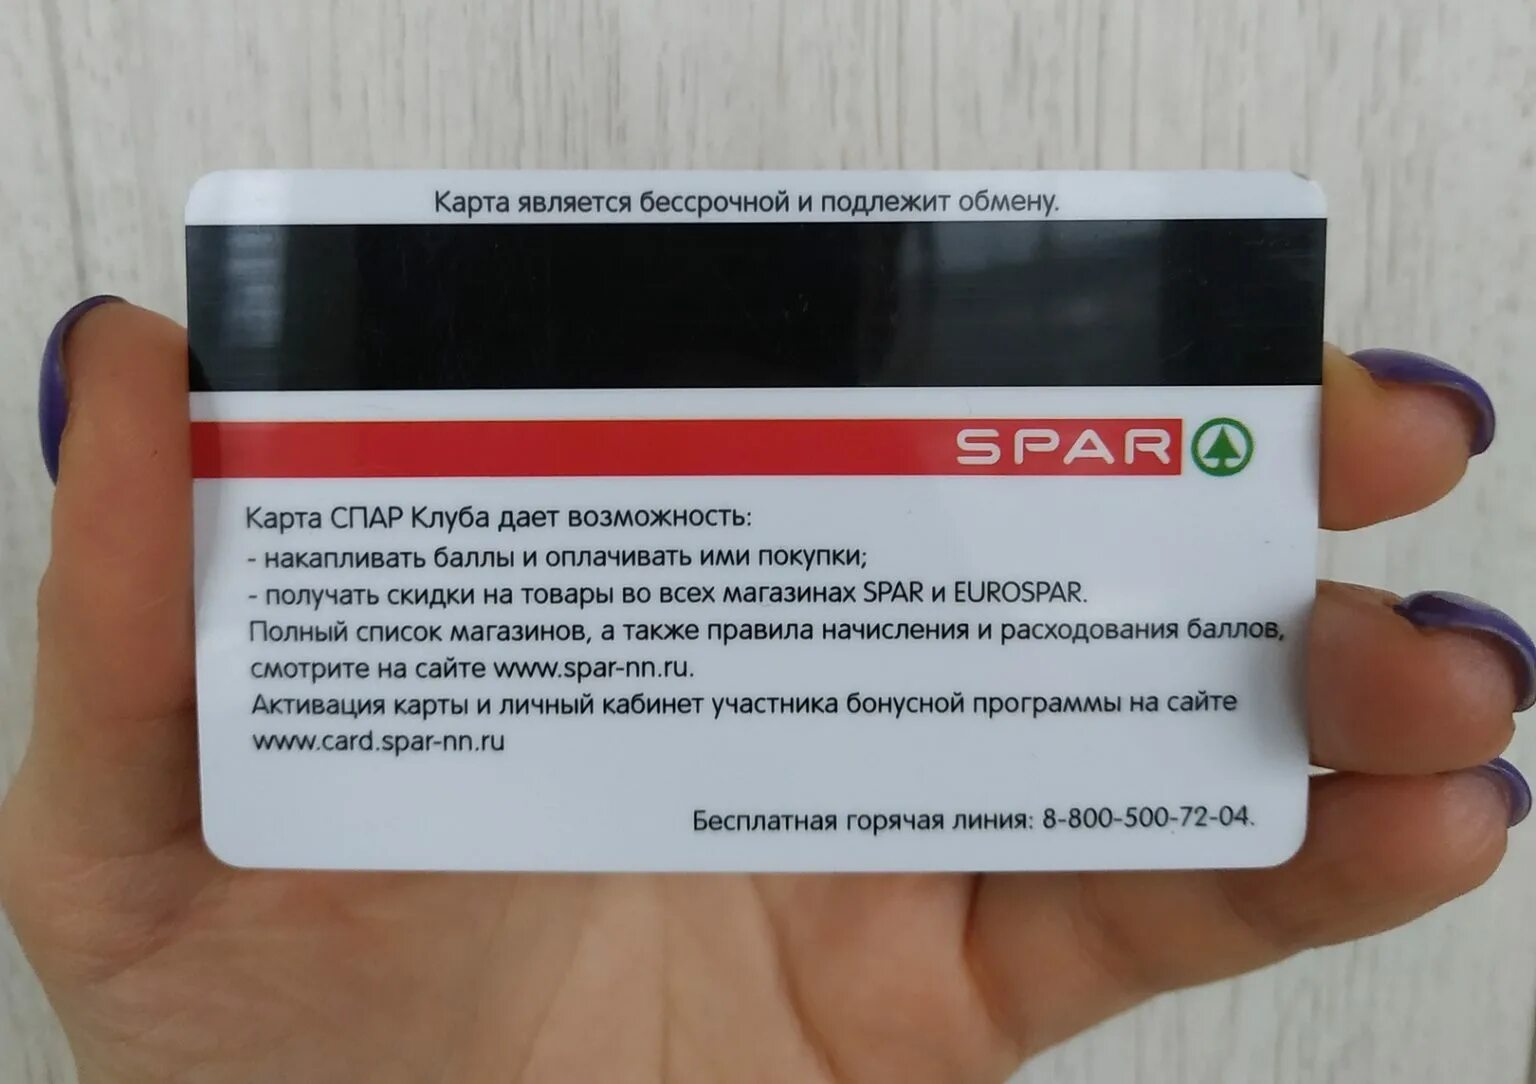 Карта является бессрочной и подлежит обмену.
SPAR
Карта СПАР Клуба дает возможность:
- накапливать баллы и оплачивать ими покупки;
- получать скидки на товары во всех магазинах SPAR и EUROSPAR.
Полный список магазинов, а также правила начисления и расходования баллов,
смотрите на сайте www.spar-nn.ru.
Активация карты и личный кабинет участника бонусной программы на сайте
www.card.spar-nn.ru
Бесплатная горячая линия: 8-800-500-72-04.